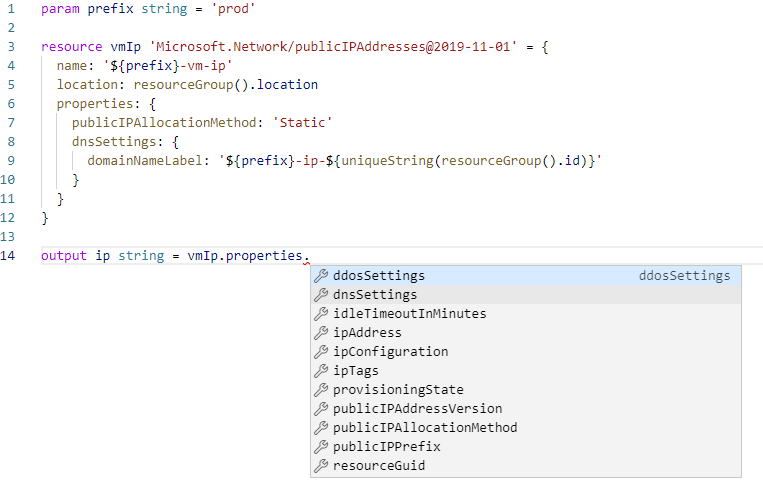 1 param prefix string = 'prod'
2
3 resource vmIp 'Microsoft.Network/publicIPAddresses@2019-11-01' = {
4   name: '${prefix}-vm-ip'
5   location: resourceGroup().location
6   properties: {
7     publicIPAllocationMethod: 'Static'
8     dnsSettings: {
9       domainNameLabel: '${prefix}-ip-${uniqueString(resourceGroup().id)}'
10     }
11   }
12 }
13
14 output ip string = vmIp.properties.
ddosSettings ddosSettings
dnsSettings
idleTimeoutInMinutes
ipAddress
ipConfiguration
ipTags
provisioningState
publicIPAddressVersion
publicIPAllocationMethod
publicIPPrefix
resourceGuid